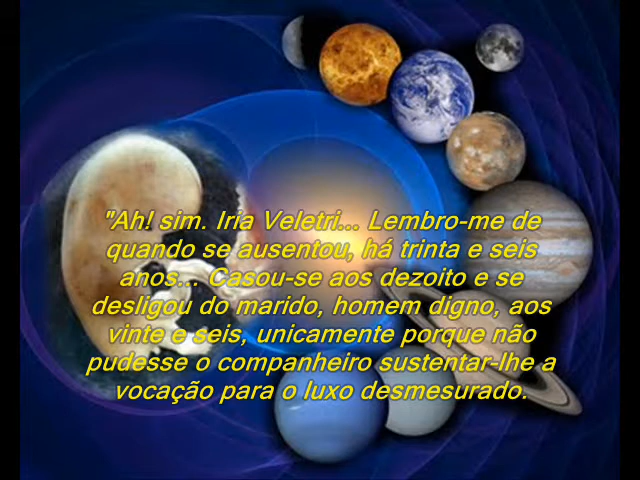 "Ah! sim. Iria Veletri... Lembro-me de
quando se ausentou, há trinta e seis
anos... Casou-se aos dezoito e se
desligou do marido, homem digno, aos
vinte e seis, unicamente porque não
pudesse o companheiro sustentar-lhe a
vocação para o luxo desmesurado.